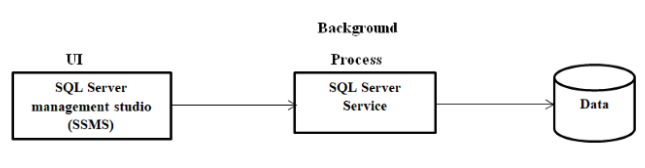 Background
UI
Process
SQL Server
management studio
(SSMS)
SQL Server
Service
Data